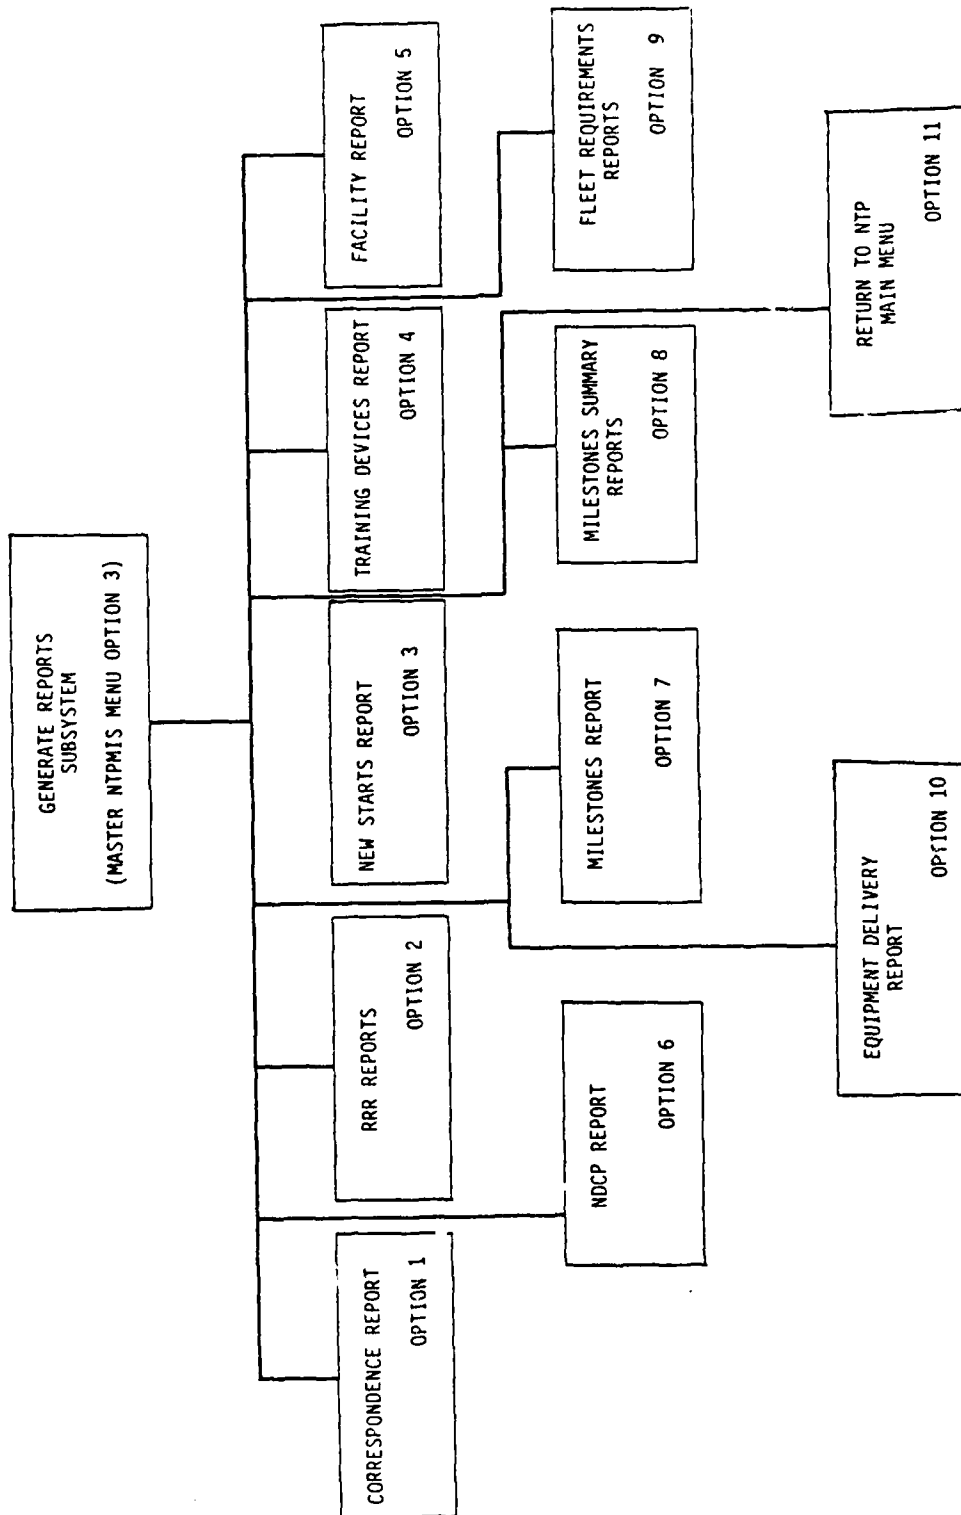 GENERATE REPORTS
SUBSYSTEM
(MASTER NTPMIS MENU OPTION 3)
CORRESPONDENCE REPORT
OPTION 1
RRR REPORTS
OPTION 2
NEW STARTS REPORT
OPTION 3
TRAINING DEVICES REPORT
OPTION 4
FACILITY REPORT
OPTION 5
NDCP REPORT
OPTION 6
MILESTONES REPORT
OPTION 7
MILESTONES SUMMARY
REPORTS
OPTION 8
FLEET REQUIREMENTS
REPORTS
OPTION 9
EQUIPMENT DELIVERY
REPORT
OPTION 10
RETURN TO NTP
MAIN MENU
OPTION 11